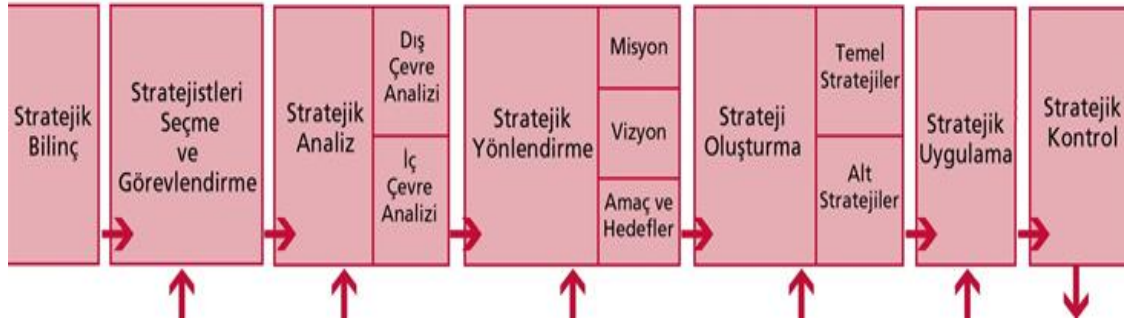 Stratejik
Bilinç
Stratejistleri
Seçme
ve
Görevlendirme
Stratejik
Analiz
Dış
Çevre
Analizi
İç
Çevre
Analizi
Stratejik
Yönlendirme
Misyon
Vizyon
Amaç ve
Hedefler
Strateji
Oluşturma
Temel
Stratejiler
Alt
Stratejiler
Stratejik
Uygulama
Stratejik
Kontrol